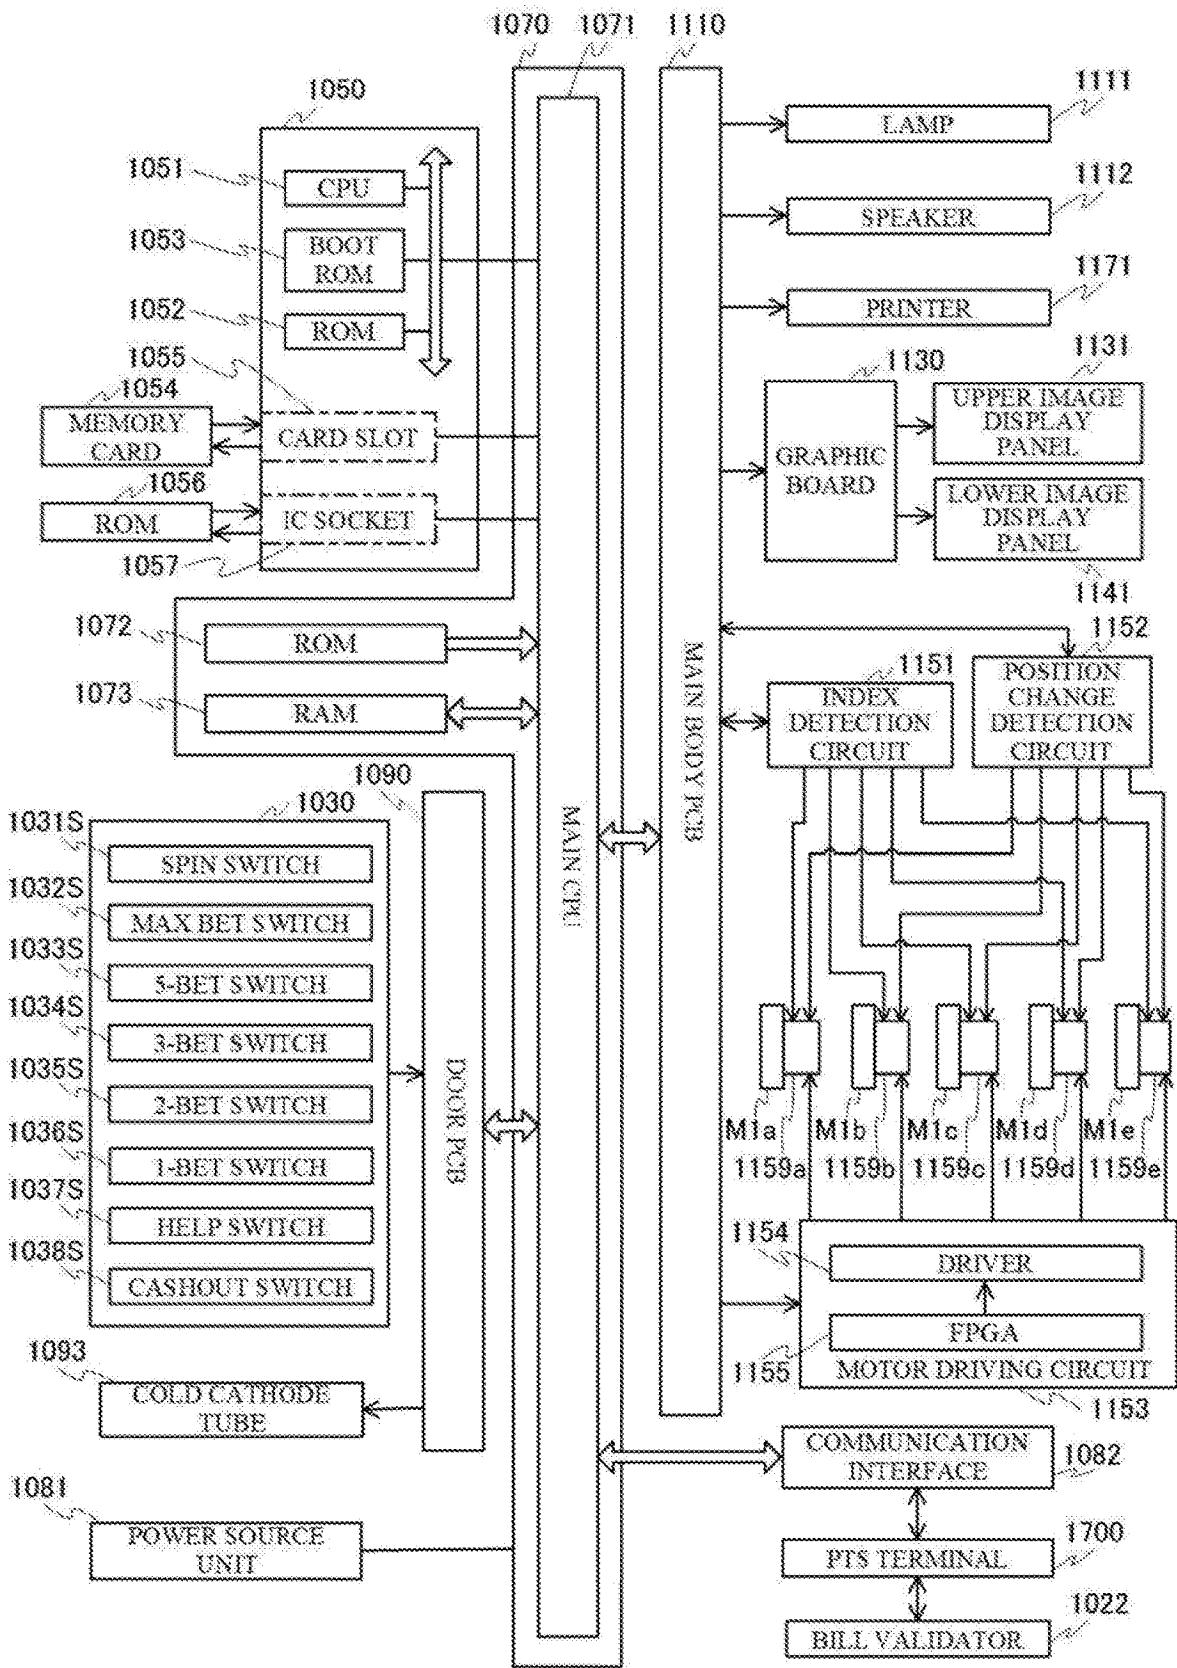 1070
1071
1110
1050
1051
CPU
1053
BOOT
ROM
1052
ROM
1055
1054
MEMORY
CARD
CARD SLOT
1056
ROM
IC SOCKET
1057
1072
ROM
1073
RAM
1090
1030
1031S
SPIN SWITCH
1032S
MAX BET SWITCH
1033S
5-BET SWITCH
1034S
3-BET SWITCH
1035S
2-BET SWITCH
1036S
1-BET SWITCH
1037S
HELP SWITCH
1038S
CASHOUT SWITCH
DOOR PCB
1093
COLD CATHODE
TUBE
1081
POWER SOURCE
UNIT
MAIN CPU
MAIN BODY PCB
1111
LAMP
1112
SPEAKER
1171
PRINTER
1130
GRAPHIC
BOARD
1131
UPPER IMAGE
DISPLAY
PANEL
LOWER IMAGE
DISPLAY
PANEL
1141
1152
POSITION
CHANGE
DETECTION
CIRCUIT
1151
INDEX
DETECTION
CIRCUIT
M1a
M1b
M1c
M1d
M1e
1159a
1159b
1159c
1159d
1159e
1154
DRIVER
FPGA
1155
MOTOR DRIVING CIRCUIT
1153
COMMUNICATION
INTERFACE
1082
1700
PTS TERMINAL
1022
BILL VALIDATOR